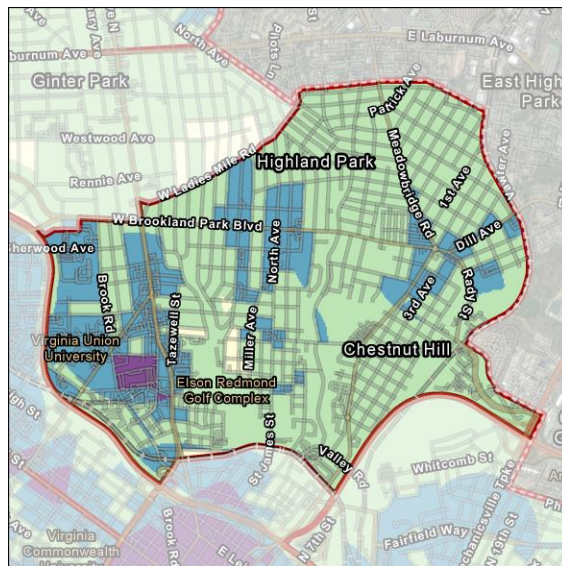 E Laburnum Ave
North Ave
Pilots Ln
Ginter Park
East High
Park
Patrick Ave
Westwood Ave
Meadowbridge Rd
Highland Park
W Ladies Mile Rd
1st Ave
Rennie Ave
W Brookland Park Blvd
North Ave
Dill Ave
Sherwood Ave
Brook Rd
3rd Ave
Rady St
Tazewell St
Miller Ave
Virginia Union
University
Chestnut Hill
Elson Redmond
Golf Complex
St James St
Valley Rd
Whitcomb St
Virginia
Commonwealth
University
Brook Rd
N 7th St
Fairfield Way
N 19th St